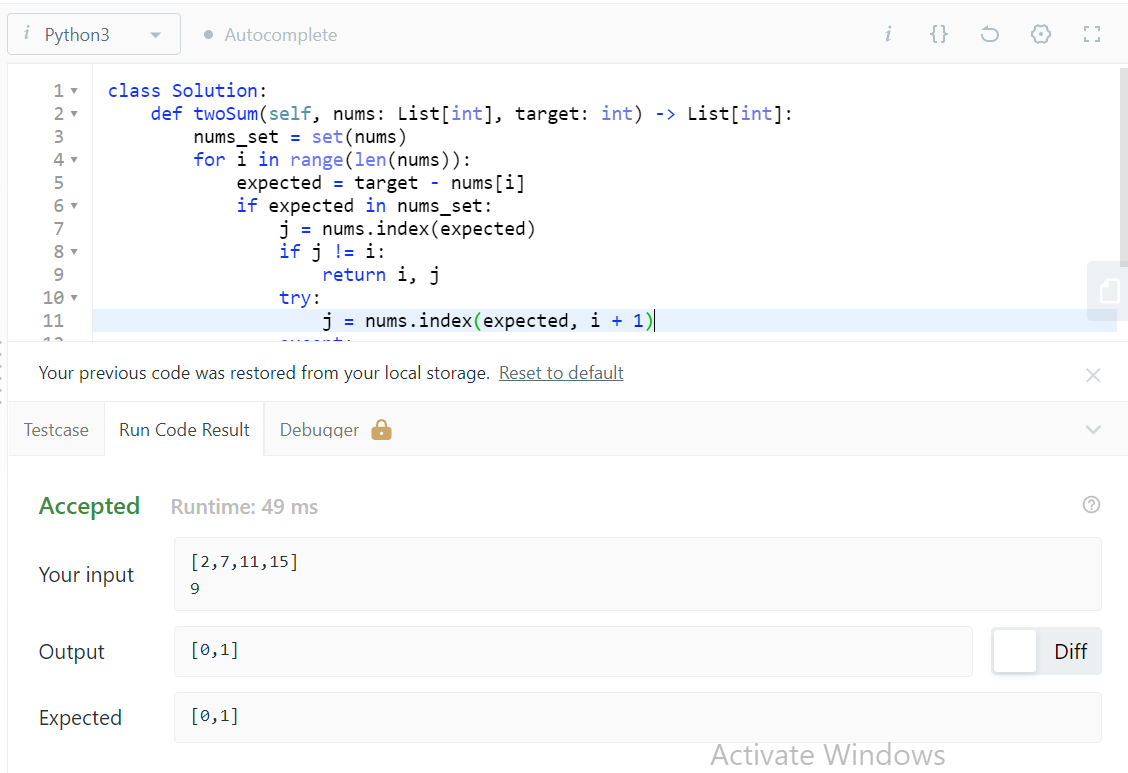 i Python3 Autocomplete i {}
1 class Solution:
2 def twoSum(self, nums: List[int], target: int) -> List[int]:
3 nums_set = set(nums)
4 for i in range(len(nums)):
5 expected = target - nums[i]
6 if expected in nums_set:
7 j = nums.index(expected)
8 if j != i:
9 return i, j
10 try:
11 j = nums.index(expected, i + 1)
Your previous code was restored from your local storage. Reset to default
Testcase Run Code Result Debugger
Accepted Runtime: 49 ms
Your input
[2,7,11,15]
9
Output [0,1] Diff
Expected [0,1]
Activate Windows